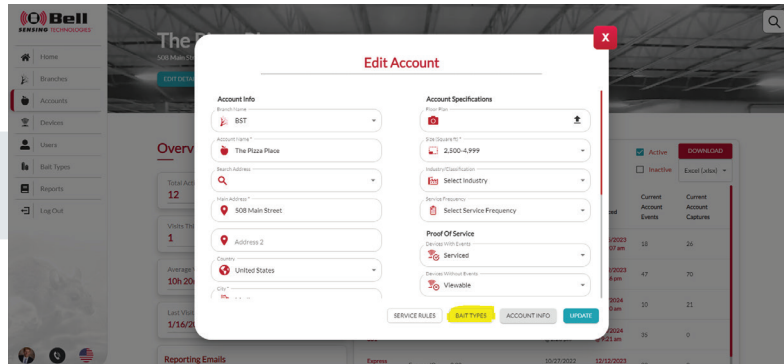 Bell
SENSING TECHNOLOGIES
Home
Branches
Accounts
Devices
Users
Bait Types
Reports
Log Out
The
508 Main
EDIT
Overv
Total Act
12
Visits Th
1
Average
10h 20
Last Visit
1/16/2
Reporting Emails
X
Edit Account
Account Info
Branch Name
BST
Account Name *
The Pizza Place
Search Address
Main Address *
508 Main Street
Address 2
Country
United States
City *
Account Specifications
Floor Plan
Size (square ft) *
2,500-4,999
Industry/Classification
Select Industry
Service Frequency
Select Service Frequency
Proof Of Service
Devices With Events
Serviced
Devices Without Events
Viewable
SERVICE RULES
BAIT TYPES
ACCOUNT INFO
UPDATE
Active
DOWNLOAD
Inactive
Excel (.xlsx)
Current Account Events
Current Account Captures
18
26
47
70
10
21
35
0
9:21 am
Express
10/27/2022
12/12/2023